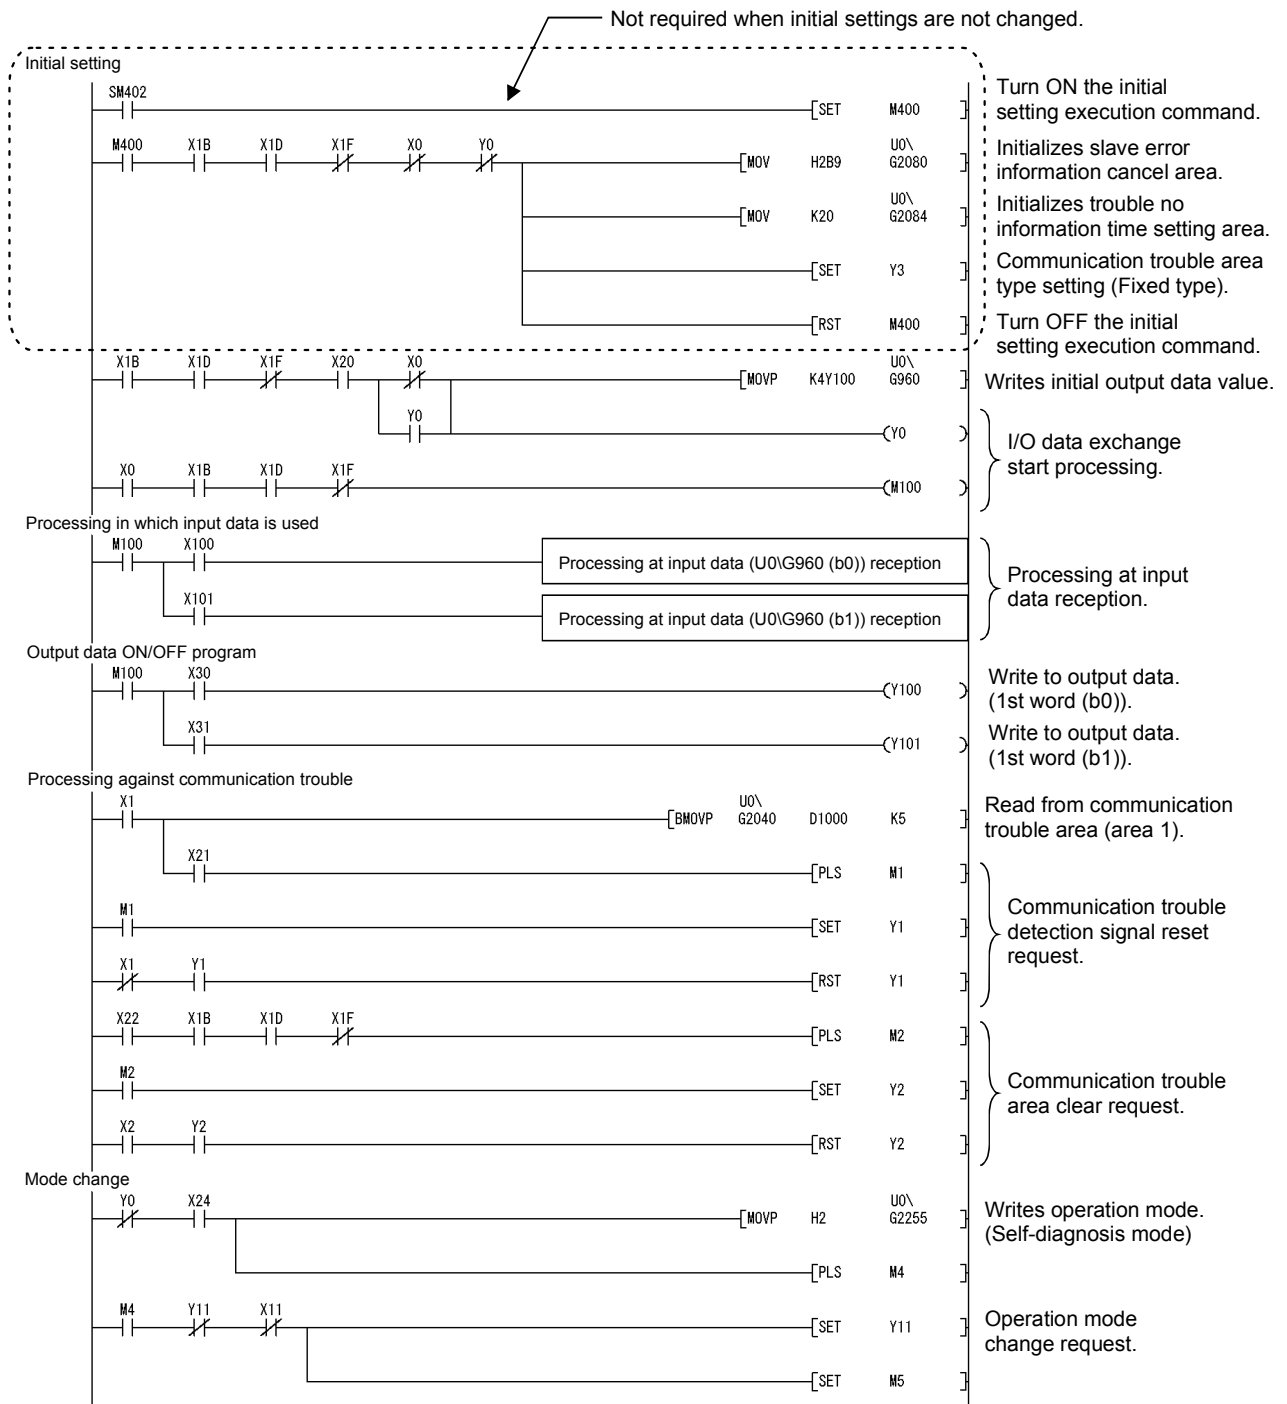 Not required when initial settings are not changed.
Initial setting
SM402
SET M400
Turn ON the initial
setting execution command.
M400 X1B X1D X1F X0 Y0
MOV H2B9 U0\
G2080
Initializes slave error
information cancel area.
MOV K20 U0\
G2084
Initializes trouble no
information time setting area.
SET Y3
Communication trouble area
type setting (Fixed type).
RST M400
Turn OFF the initial
setting execution command.
X1B X1D X1F X20 X0
MOVP K4Y100 U0\
G960
Writes initial output data value.
Y0
Y0
I/O data exchange
start processing.
X0 X1B X1D X1F
M100
Processing in which input data is used
M100 X100
Processing at input data (U0\G960 (b0)) reception
Processing at input
data reception.
X101
Processing at input data (U0\G960 (b1)) reception
Output data ON/OFF program
M100 X30
Y100
Write to output data.
(1st word (b0)).
X31
Y101
Write to output data.
(1st word (b1)).
Processing against communication trouble
X1
BMOVP U0\
G2040 D1000 K5
Read from communication
trouble area (area 1).
X21
PLS M1
M1
SET Y1
Communication trouble
detection signal reset
request.
X1 Y1
RST Y1
X22 X1B X1D X1F
PLS M2
M2
SET Y2
Communication trouble
area clear request.
X2 Y2
RST Y2
Mode change
Y0 X24
MOVP H2 U0\
G2255
Writes operation mode.
(Self-diagnosis mode)
PLS M4
M4 Y11 X11
SET Y11
Operation mode
change request.
SET M5